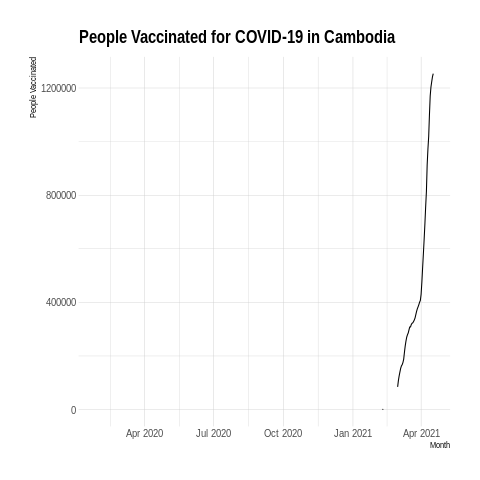 People Vaccinated for COVID-19 in Cambodia
People Vaccinated
1200000
800000
400000
0
Apr 2020 Jul 2020 Oct 2020 Jan 2021 Apr 2021
Month